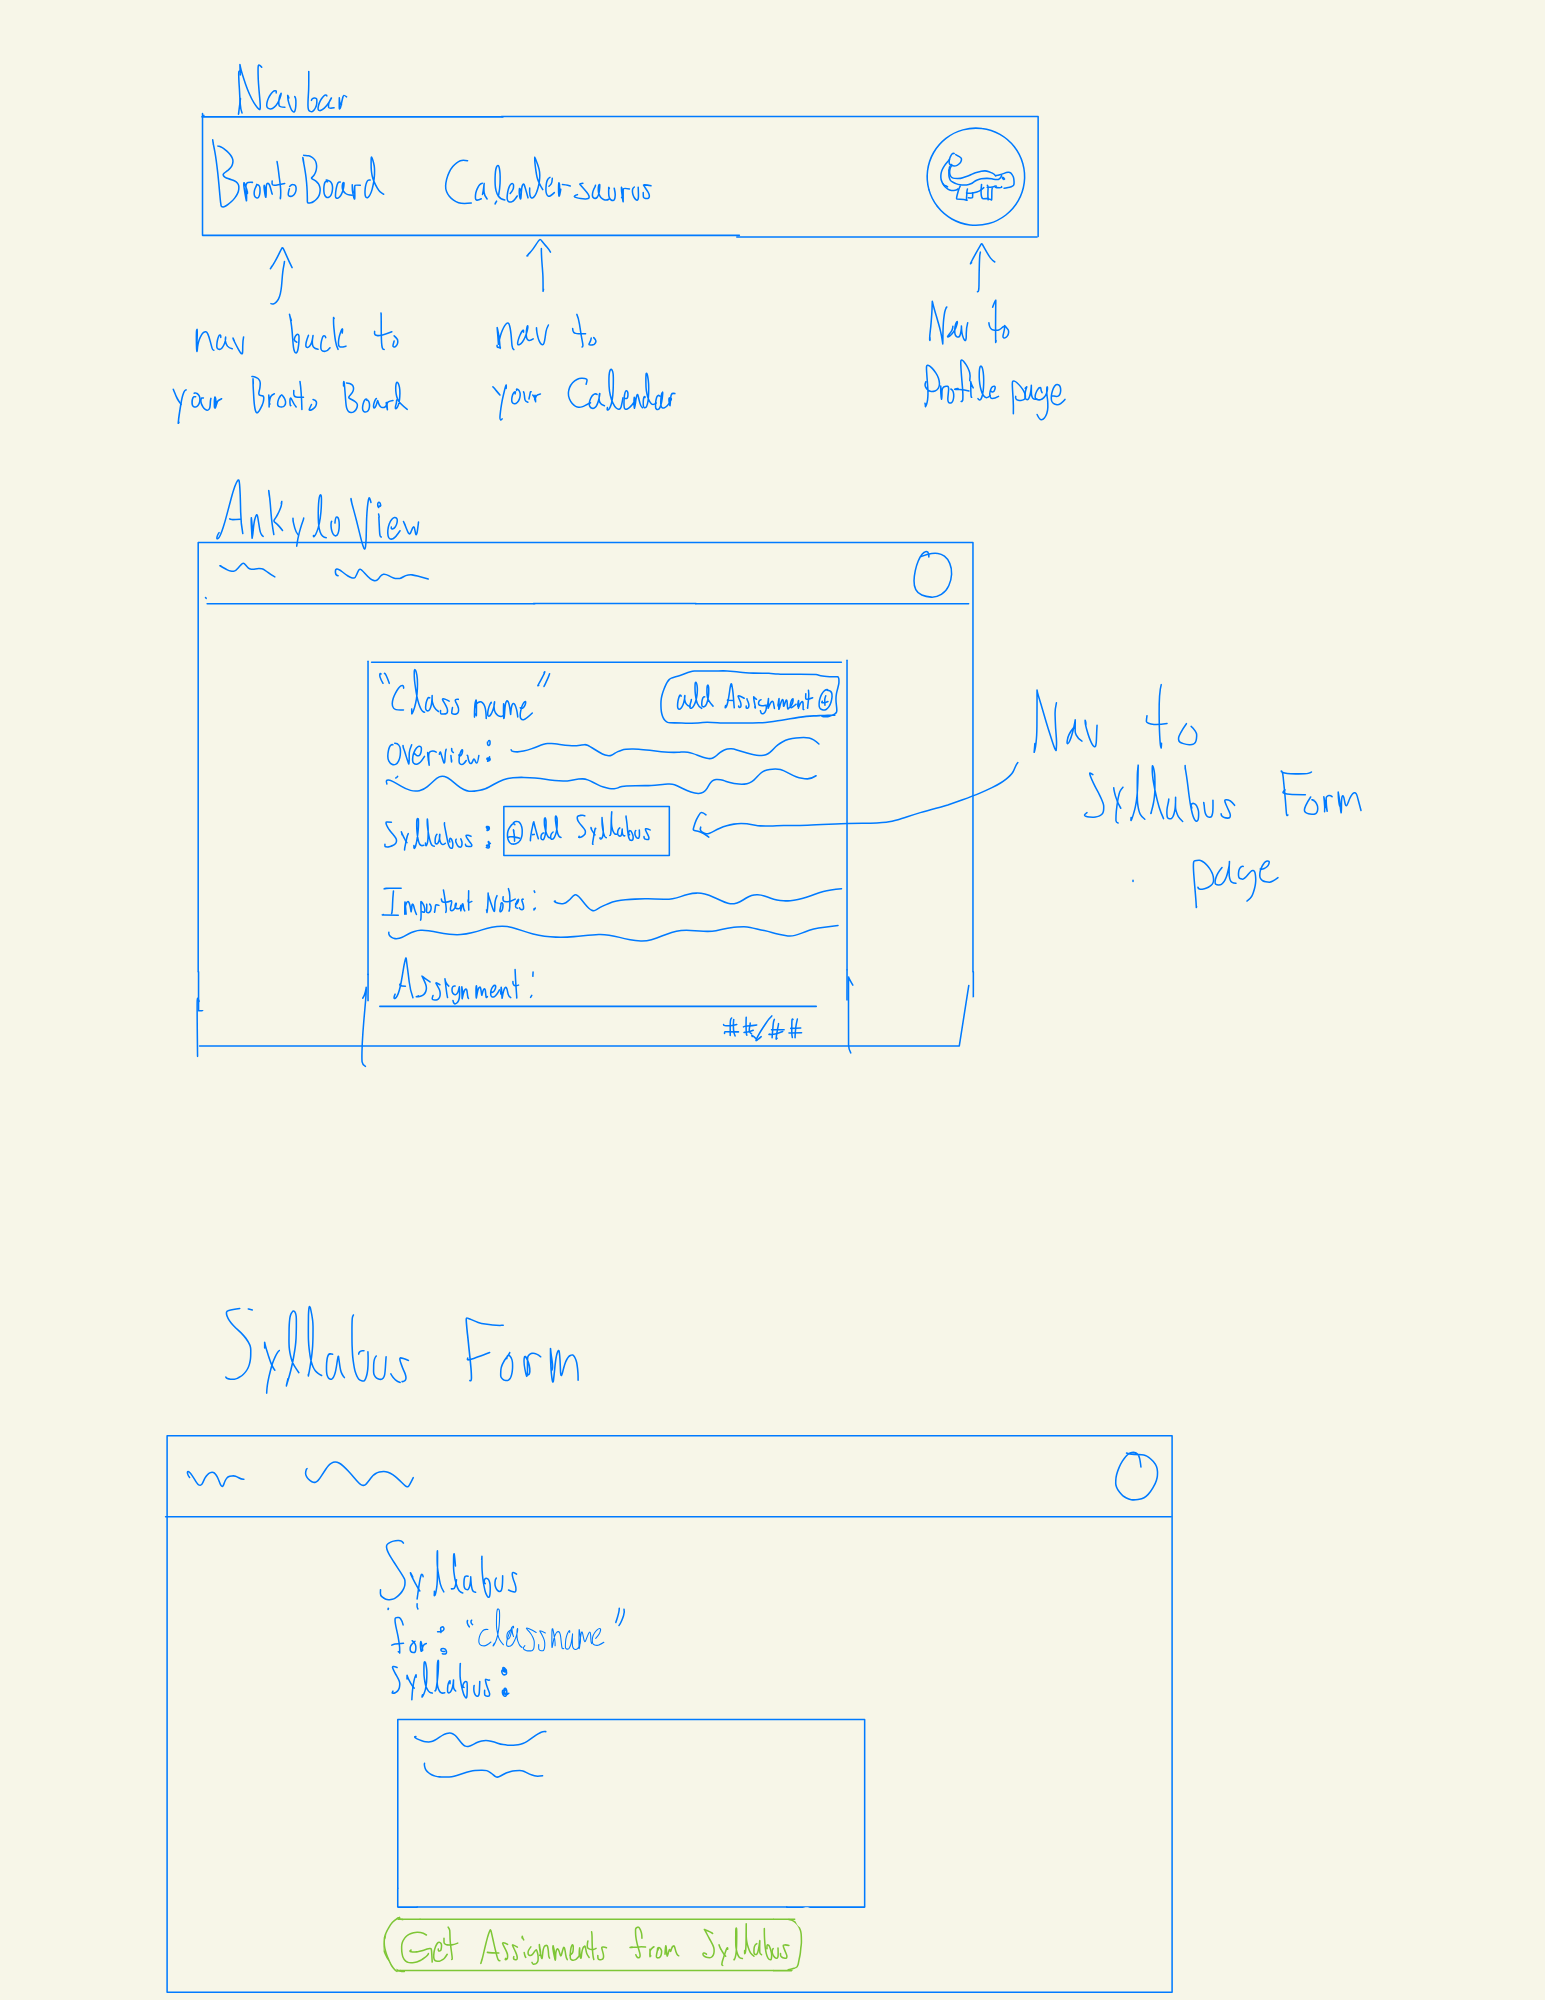 Navbar
BrontoBoard Calendersaurus
nav back to
your Bronto Board
nav to
your Calendar
Nav to
Profile page
AnkyloView
"Class name"
add Assignment
Overview:
Syllabus: Add Syllabus
Important Notes:
Assignment:
##/##
Nav to
Syllabus Form
page
Syllabus Form
Syllabus
for: "classname"
Syllabus:
Get Assignments from Syllabus